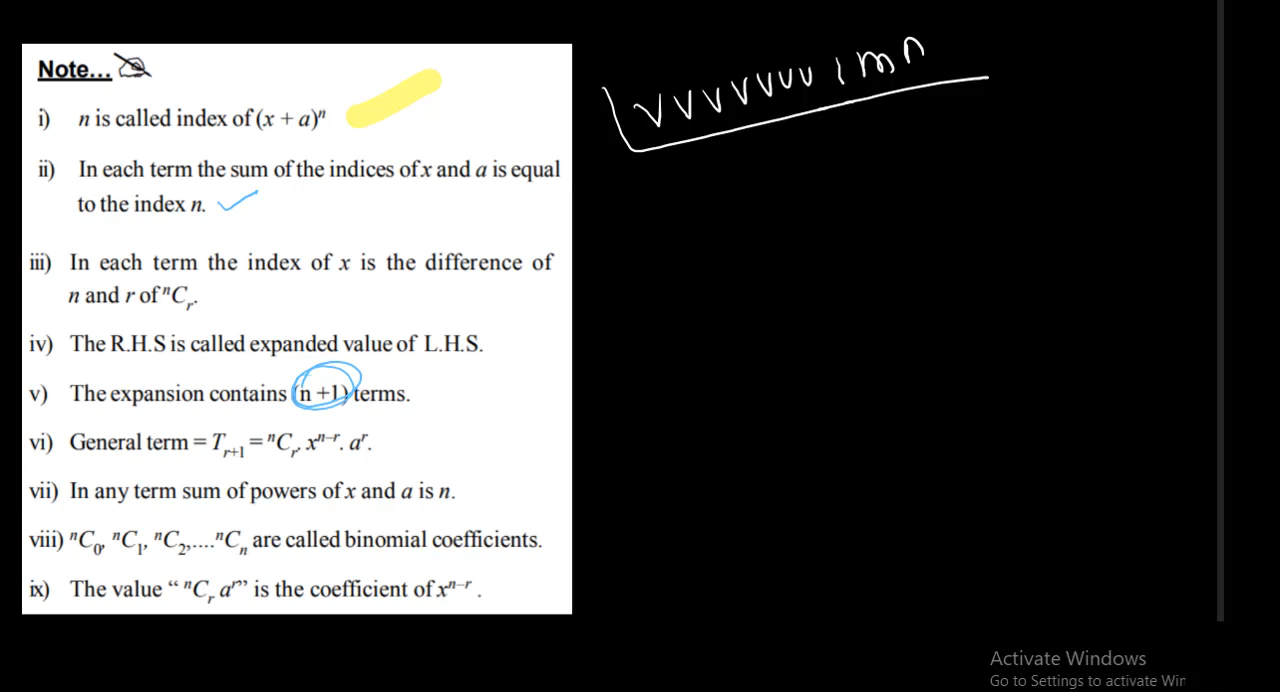 Note...
VVVVVVVV imp
i) n is called index of (x + a)ⁿ
ii) In each term the sum of the indices of x and a is equal
to the index n.
iii) In each term the index of x is the difference of
n and r of ⁿCᵣ.
iv) The R.H.S is called expanded value of L.H.S.
v) The expansion contains (n +1) terms.
vi) General term = Tᵣ₊₁ = ⁿCᵣ xⁿ⁻ʳ. aʳ.
vii) In any term sum of powers of x and a is n.
viii) ⁿC₀, ⁿC₁, ⁿC₂,....ⁿCₙ are called binomial coefficients.
ix) The value “ ⁿCᵣ aʳ” is the coefficient of xⁿ⁻ʳ .
Activate Windows
Go to Settings to activate Wir